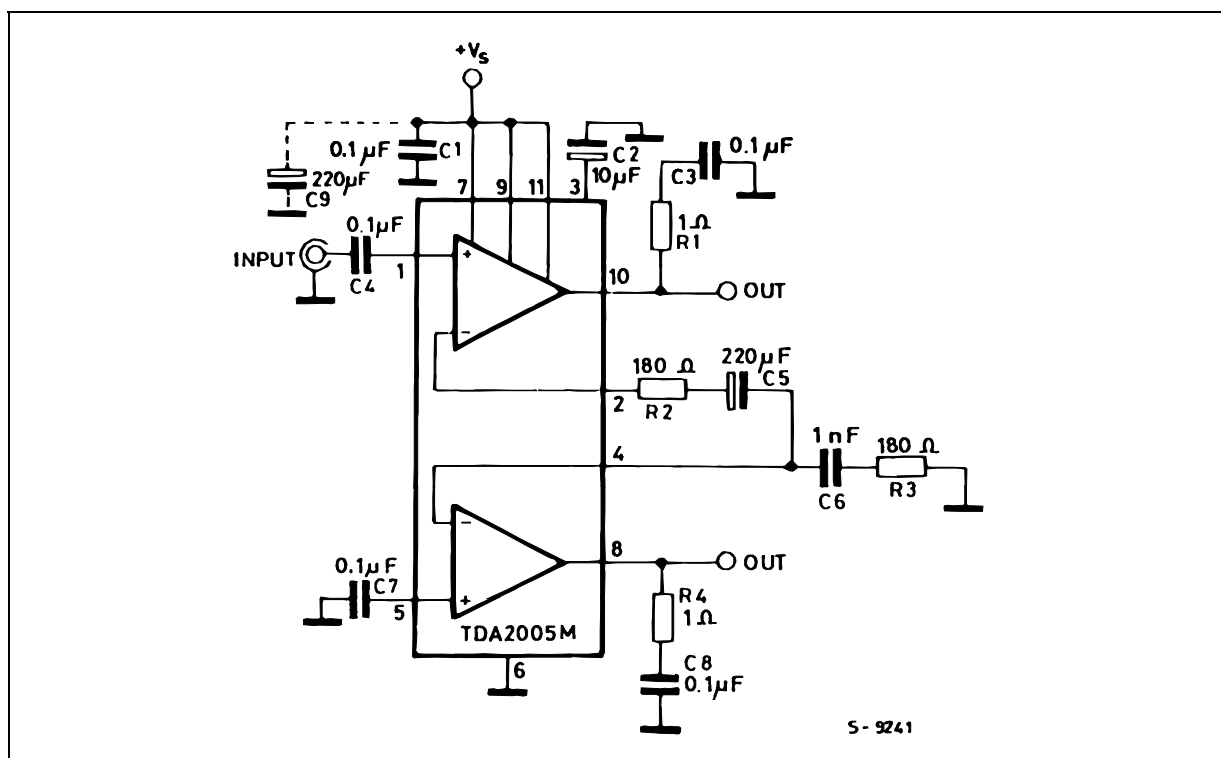 +Vs
0.1 µF
C1
220µF
C9
7
9
11
3
C2
10µF
C3
0.1 µF
1Ω
R1
INPUT
0.1µF
C4
1
+
10
OUT
−
2
180 Ω
R2
220µF
C5
4
1nF
C6
180 Ω
R3
−
8
OUT
0.1µF
C7
5
+
TDA2005M
6
R4
1Ω
C8
0.1µF
S-9241